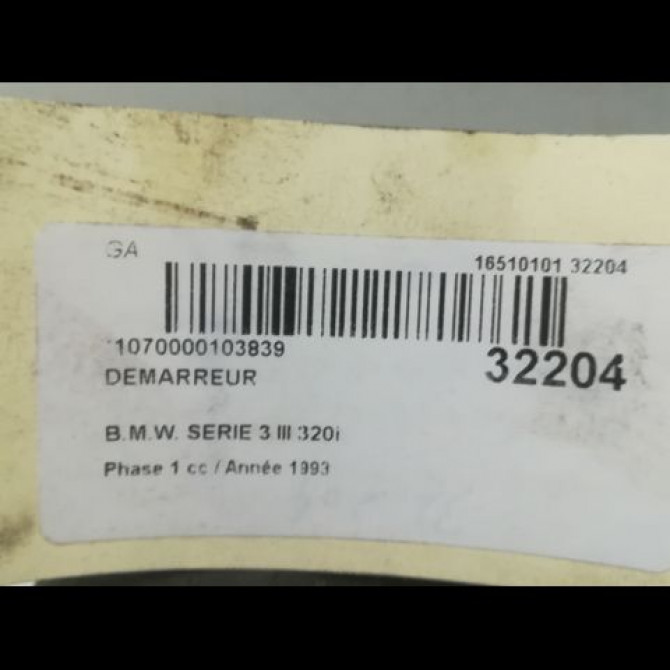 GA
16510101 32204
1070000103839
32204
DEMARREUR
B.M.W. SERIE 3 III 320i
Phase 1 cc / Année 1993